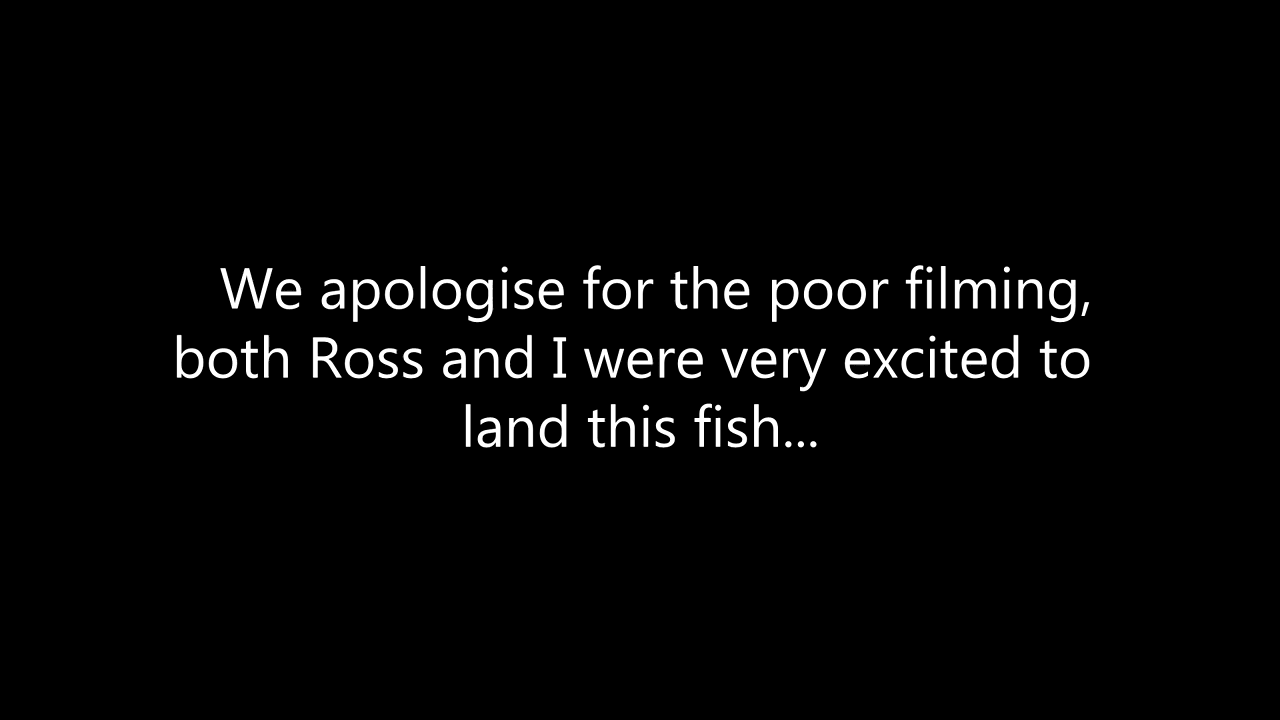 We apologise for the poor filming,
both Ross and I were very excited to
land this fish...